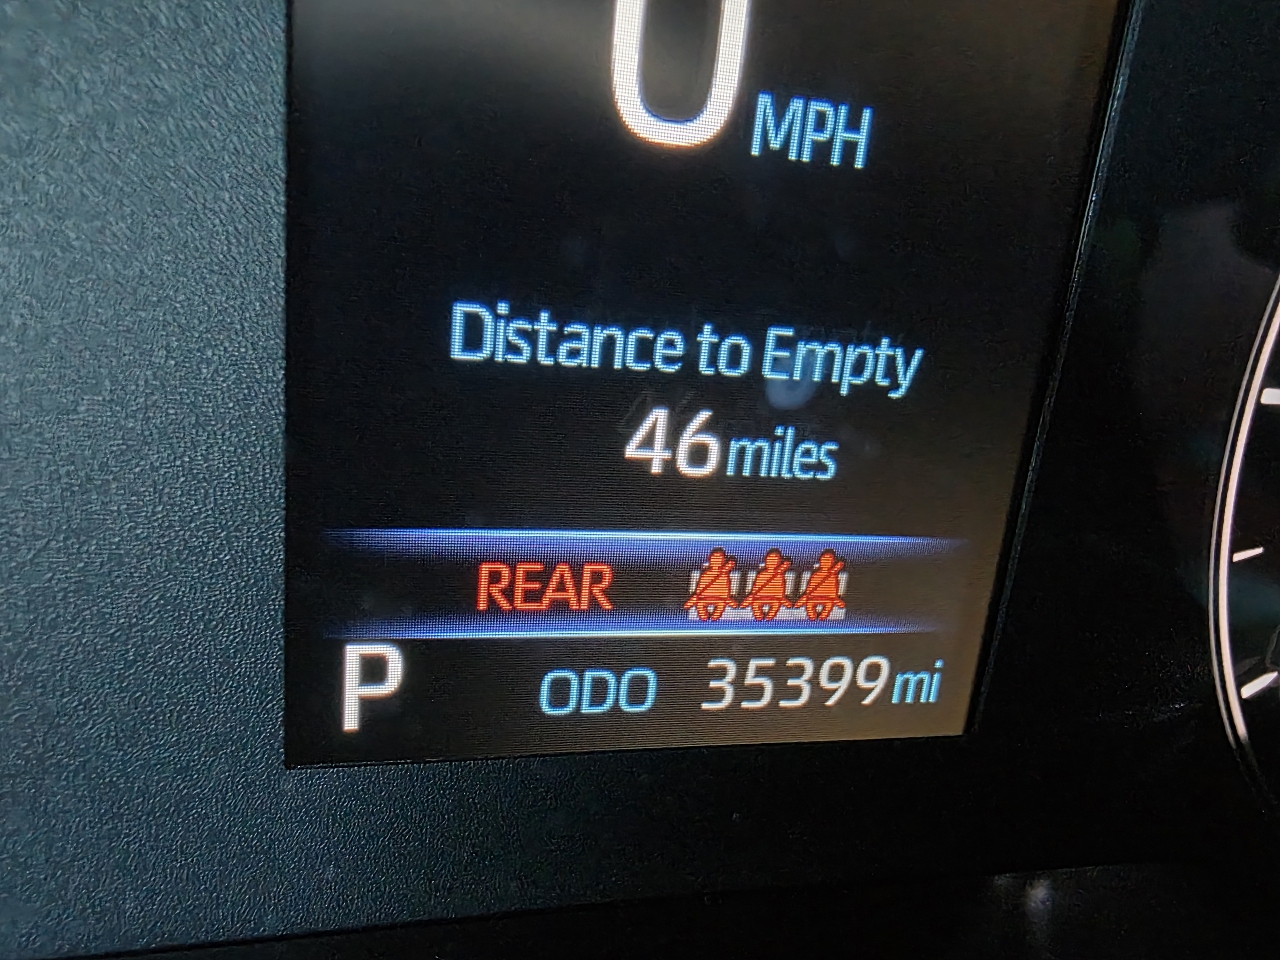 0 MPH
Distance to Empty
46 miles
REAR
P ODO 35399 mi